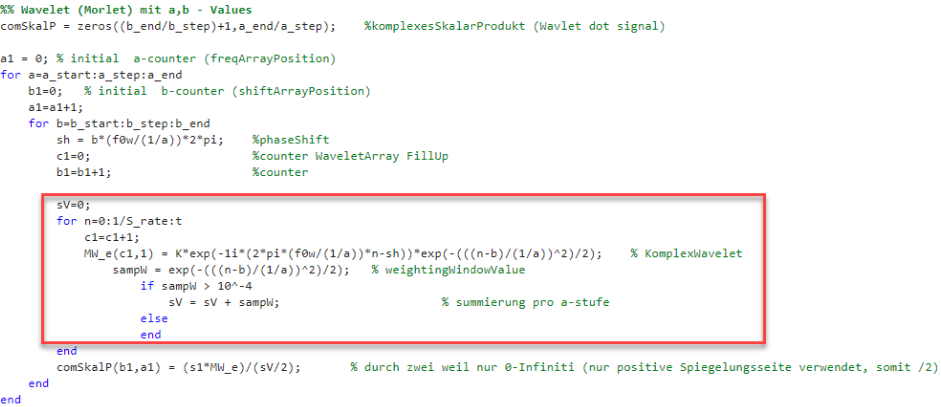 %% Wavelet (Morlet) mit a,b - Values
comSkalP = zeros((b_end/b_step)+1,a_end/a_step);    %komplexesSkalarProdukt (Wavlet dot signal)
a1 = 0; % initial  a-counter (freqArrayPosition)
for a=a_start:a_step:a_end
    b1=0;   % initial  b-counter (shiftArrayPosition)
    a1=a1+1;
    for b=b_start:b_step:b_end
        sh = b*(f0w/(1/a))*2*pi;    %phaseShift
        c1=0;                       %counter WaveletArray FillUp
        b1=b1+1;                    %counter
        sV=0;
        for n=0:1/S_rate:t
            c1=c1+1;
            MW_e(c1,1) = K*exp(-1i*(2*pi*(f0w/(1/a))*n-sh))*exp(-(((n-b)/(1/a))^2)/2);    % KomplexWavelet
                sampW = exp(-(((n-b)/(1/a))^2)/2);   % weightingWindowValue
                    if sampW > 10^-4
                        sV = sV + sampW;                       % summierung pro a-stufe
                    else
                    end
        end
        comSkalP(b1,a1) = (s1*MW_e)/(sV/2);       % durch zwei weil nur 0-Infiniti (nur positive Spiegelungsseite verwendet, somit /2)
    end
end